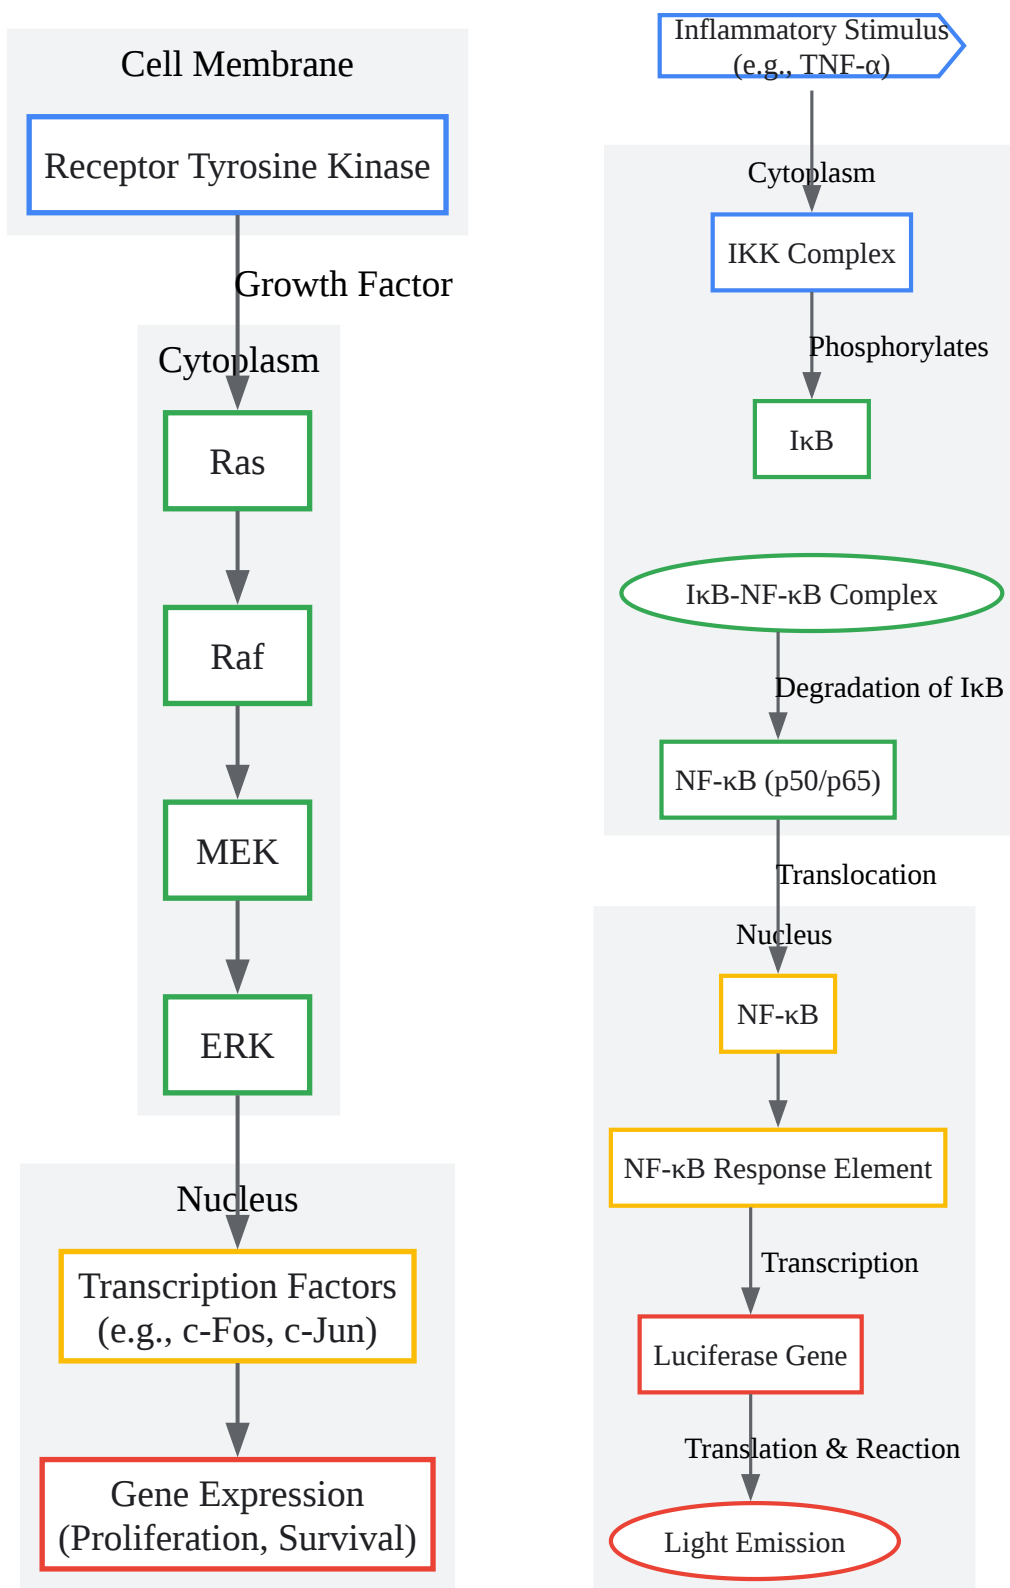 Cell Membrane
Receptor Tyrosine Kinase
Growth Factor
Cytoplasm
Ras
Raf
MEK
ERK
Nucleus
Transcription Factors
(e.g., c-Fos, c-Jun)
Gene Expression
(Proliferation, Survival)
Inflammatory Stimulus
(e.g., TNF-α)
Cytoplasm
IKK Complex
Phosphorylates
IκB
IκB-NF-κB Complex
Degradation of IκB
NF-κB (p50/p65)
Translocation
Nucleus
NF-κB
NF-κB Response Element
Transcription
Luciferase Gene
Translation & Reaction
Light Emission